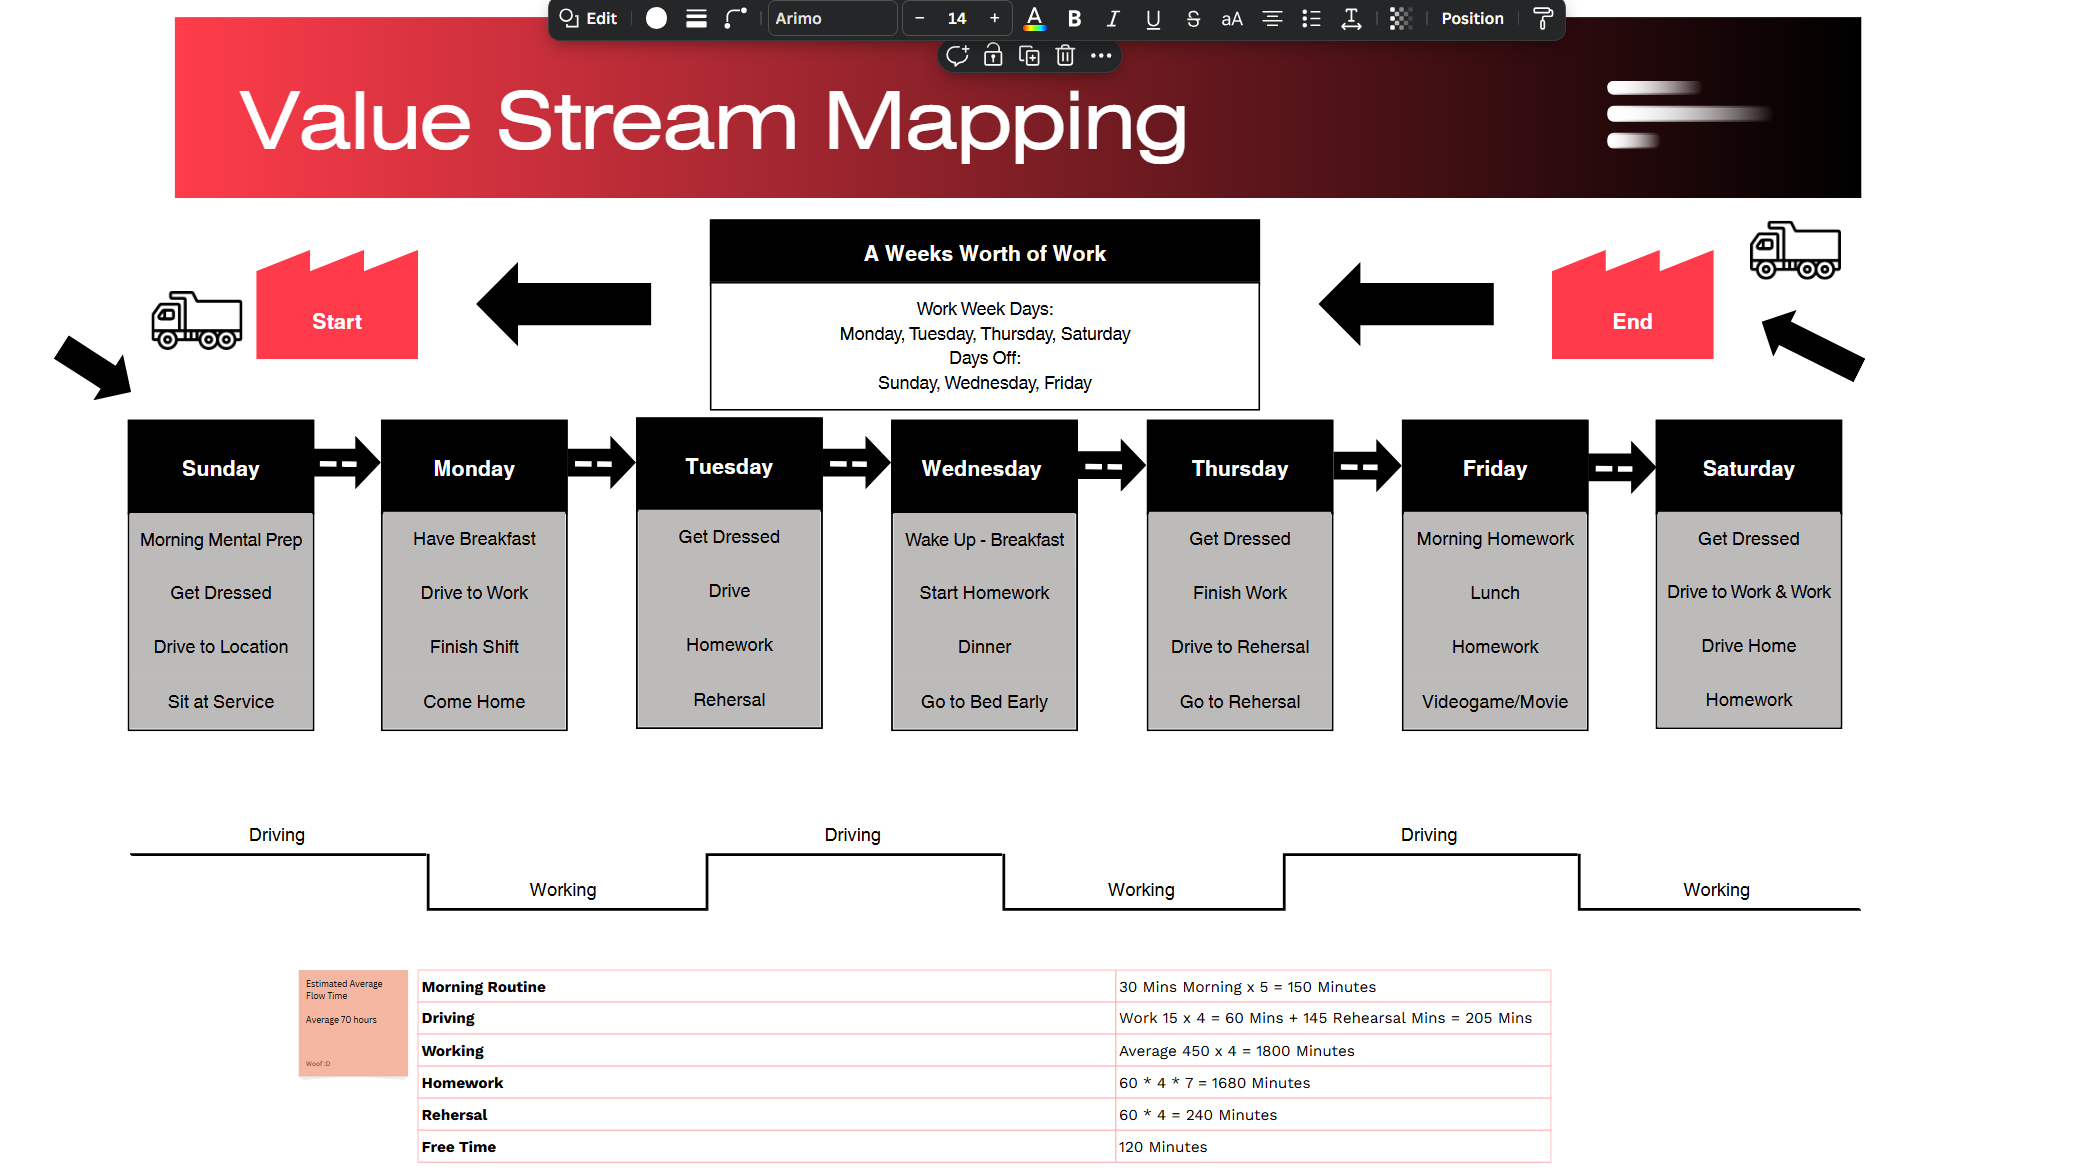 Edit
Arimo
− 14 +
A B I U S aA
Position
Value Stream Mapping
A Weeks Worth of Work
Work Week Days:
Monday, Tuesday, Thursday, Saturday
Days Off:
Sunday, Wednesday, Friday
Start
End
Sunday
Morning Mental Prep
Get Dressed
Drive to Location
Sit at Service
Monday
Have Breakfast
Drive to Work
Finish Shift
Come Home
Tuesday
Get Dressed
Drive
Homework
Rehersal
Wednesday
Wake Up - Breakfast
Start Homework
Dinner
Go to Bed Early
Thursday
Get Dressed
Finish Work
Drive to Rehersal
Go to Rehersal
Friday
Morning Homework
Lunch
Homework
Videogame/Movie
Saturday
Get Dressed
Drive to Work & Work
Drive Home
Homework
Driving
Working
Driving
Working
Driving
Working
Estimated Average
Flow Time
Average 70 hours
Woof :D
Morning Routine 30 Mins Morning x 5 = 150 Minutes
Driving Work 15 x 4 = 60 Mins + 145 Rehearsal Mins = 205 Mins
Working Average 450 x 4 = 1800 Minutes
Homework 60 * 4 * 7 = 1680 Minutes
Rehersal 60 * 4 = 240 Minutes
Free Time 120 Minutes